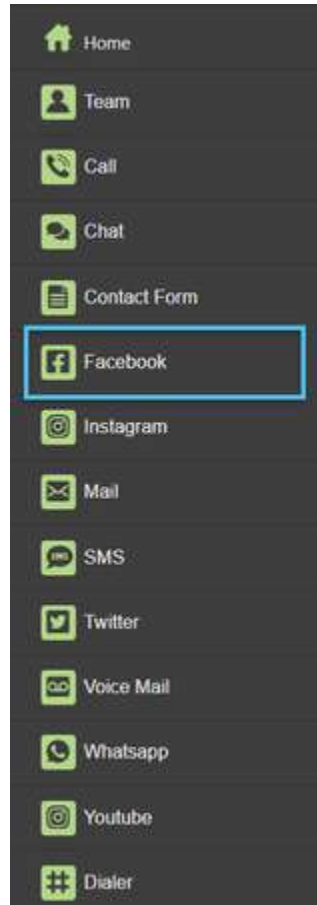 Home
Team
Call
Chat
Contact Form
Facebook
Instagram
Mail
SMS
Twitter
Voice Mail
Whatsapp
Youtube
Dialer